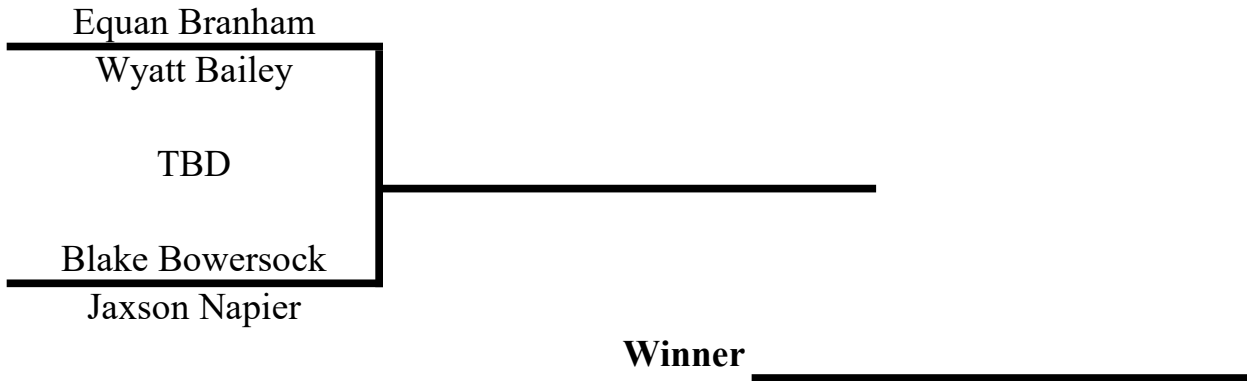 Equan Branham
Wyatt Bailey
TBD
Blake Bowersock
Jaxson Napier
Winner